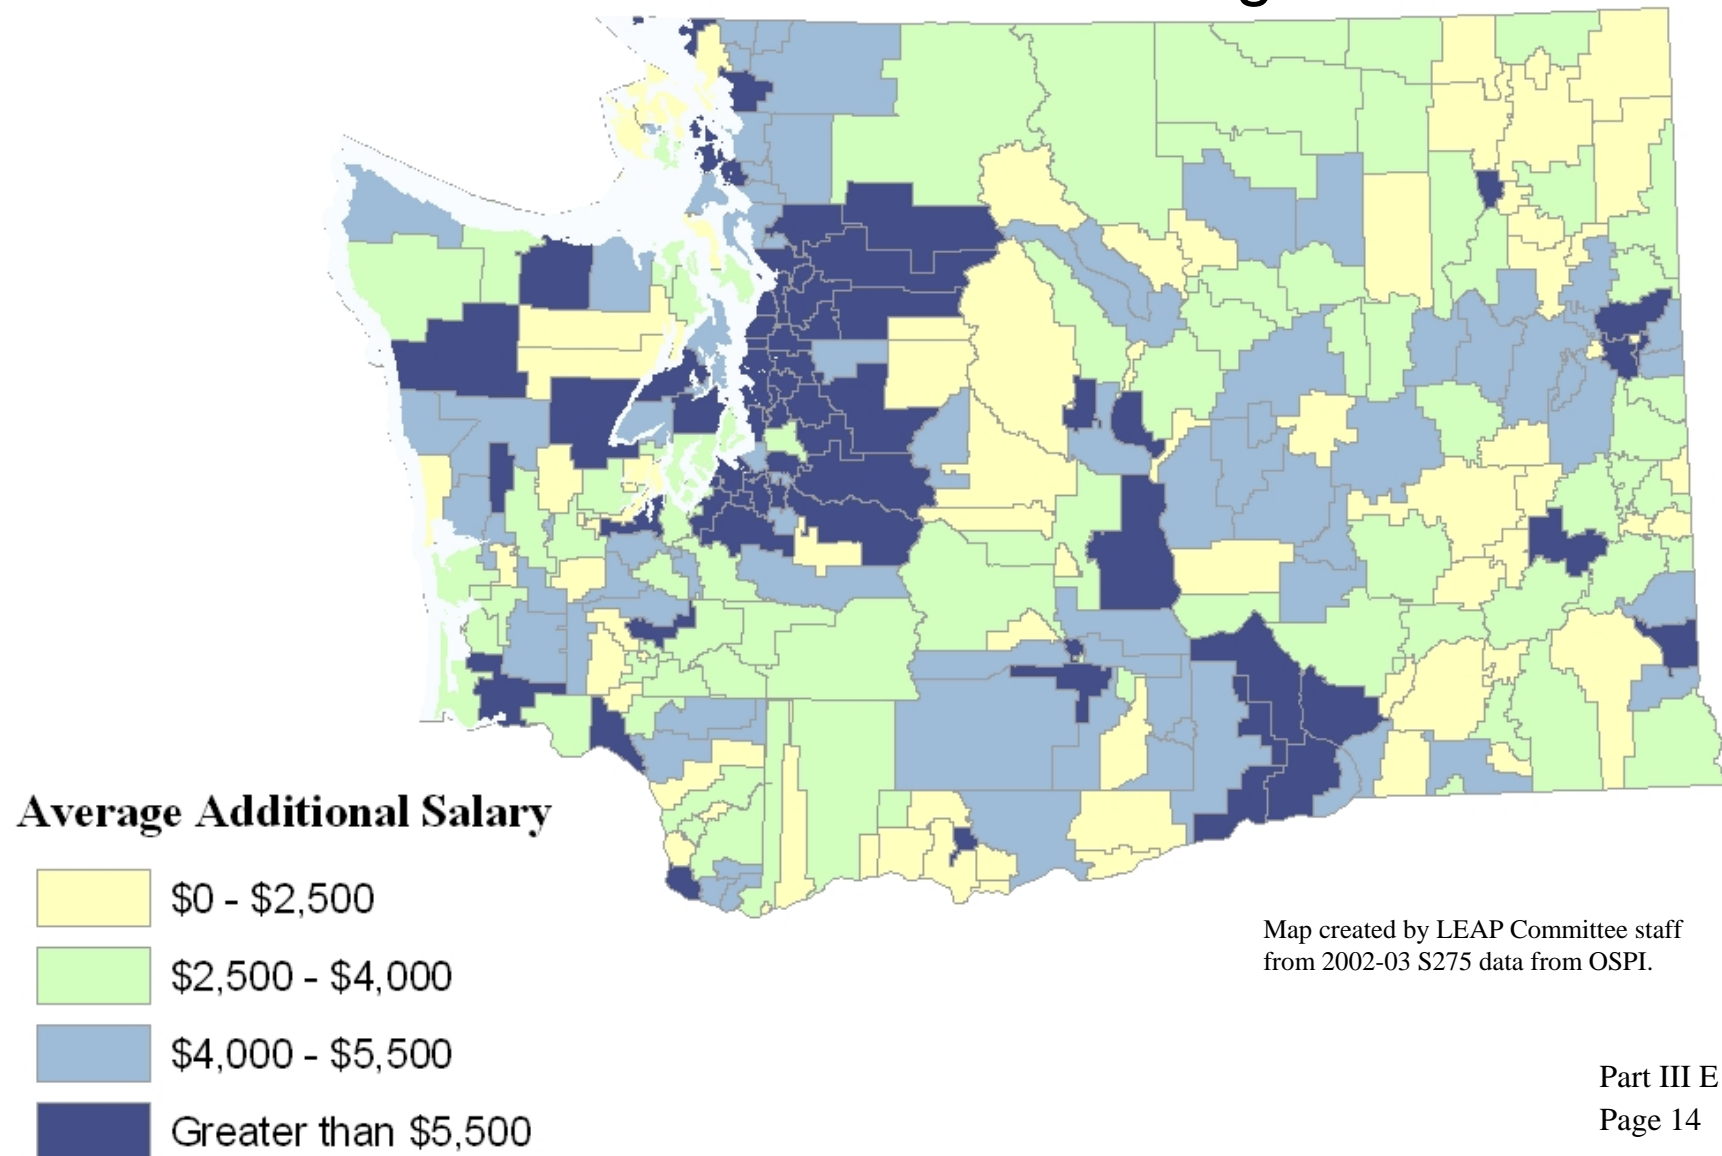 Average Additional Salary
$0 - $2,500
$2,500 - $4,000
$4,000 - $5,500
Greater than $5,500
Map created by LEAP Committee staff
from 2002-03 S275 data from OSPI.
Part III E
Page 14